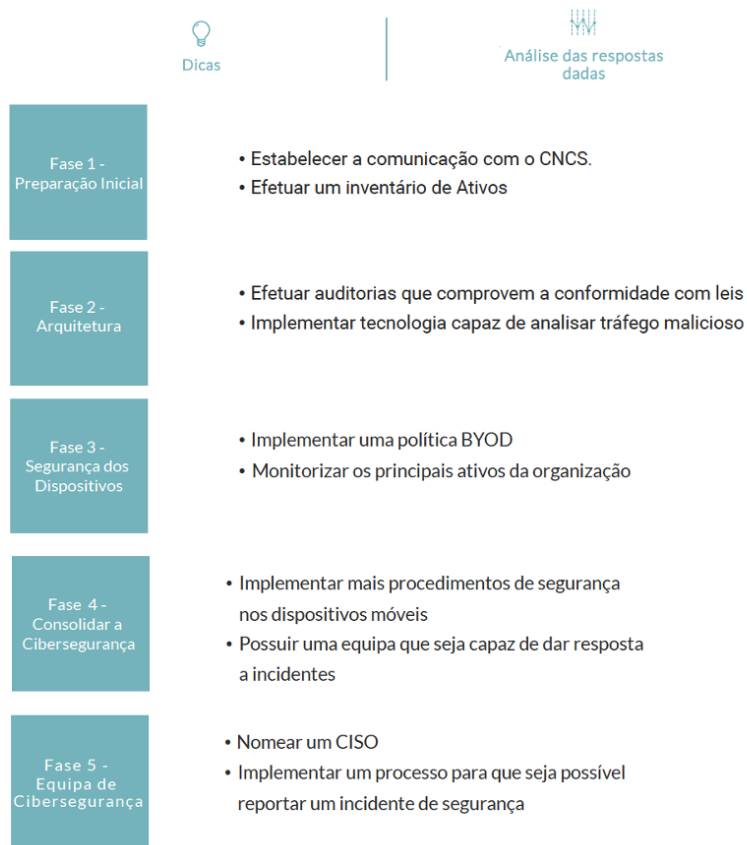 Dicas
Análise das respostas
dadas
Fase 1 -
Preparação Inicial
• Estabelecer a comunicação com o CNCS.
• Efetuar um inventário de Ativos
Fase 2 -
Arquitetura
• Efetuar auditorias que comprovem a conformidade com leis
• Implementar tecnologia capaz de analisar tráfego malicioso
Fase 3 -
Segurança dos
Dispositivos
• Implementar uma política BYOD
• Monitorizar os principais ativos da organização
Fase 4 -
Consolidar a
Cibersegurança
• Implementar mais procedimentos de segurança
nos dispositivos móveis
• Possuir uma equipa que seja capaz de dar resposta
a incidentes
Fase 5 -
Equipa de
Cibersegurança
• Nomear um CISO
• Implementar um processo para que seja possível
reportar um incidente de segurança